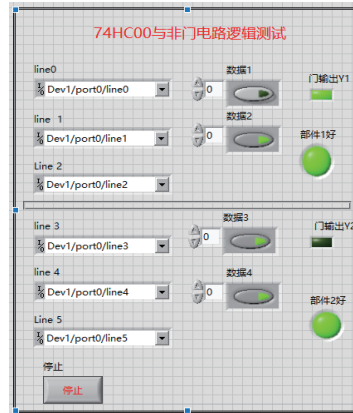 74HC00与非门电路逻辑测试
line0
数据1
门输出Y1
Dev1/port0/line0
0
line 1
数据2
部件1好
Dev1/port0/line1
0
Line 2
Dev1/port0/line2
line 3
数据3
门输出Y2
Dev1/port0/line3
0
line 4
数据4
Dev1/port0/line4
0
部件2好
Line 5
Dev1/port0/line5
停止
停止